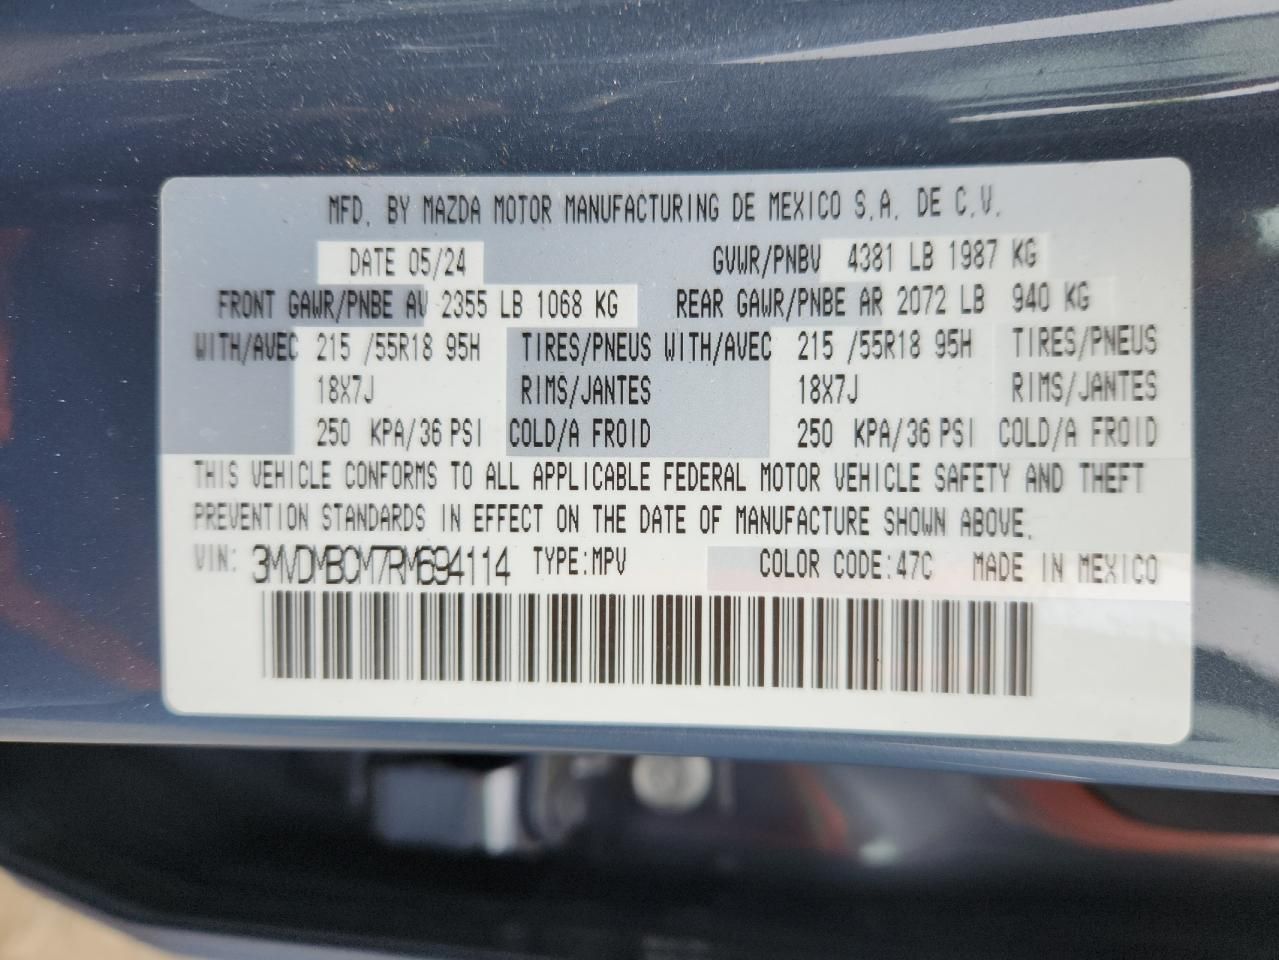 MFD. BY MAZDA MOTOR MANUFACTURING DE MEXICO S.A. DE C.V.
DATE 05/24 GVWR/PNBV 4381 LB 1987 KG
FRONT GAWR/PNBE AV 2355 LB 1068 KG REAR GAWR/PNBE AR 2072 LB 940 KG
WITH/AVEC 215 /55R18 95H TIRES/PNEUS WITH/AVEC 215 /55R18 95H TIRES/PNEUS
18X7J RIMS/JANTES 18X7J RIMS/JANTES
250 KPA/36 PSI COLD/A FROID 250 KPA/36 PSI COLD/A FROID
THIS VEHICLE CONFORMS TO ALL APPLICABLE FEDERAL MOTOR VEHICLE SAFETY AND THEFT
PREVENTION STANDARDS IN EFFECT ON THE DATE OF MANUFACTURE SHOWN ABOVE.
VIN: 3MVDMBCM7RM694114 TYPE:MPV COLOR CODE:47C MADE IN MEXICO